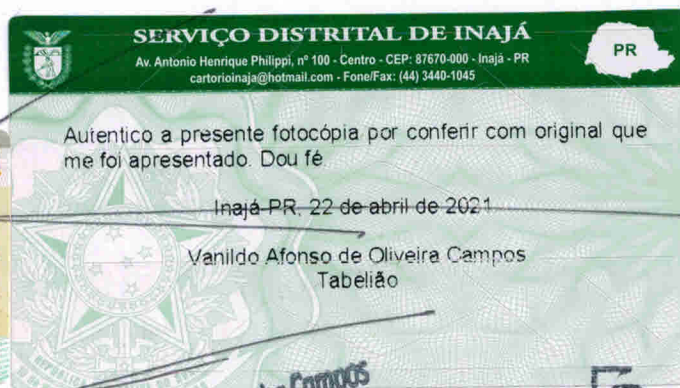 SERVIÇO DISTRITAL DE INAJÁ
Av. Antonio Henrique Philippi, nº 100 - Centro - CEP: 87670-000 - Inajá - PR
cartorioinaja@hotmail.com - Fone/Fax: (44) 3440-1045
PR
Autentico a presente fotocópia por conferir com original que
me foi apresentado. Dou fé
Inajá-PR, 22 de abril de 2021
Vanildo Afonso de Oliveira Campos
Tabelião
Campos